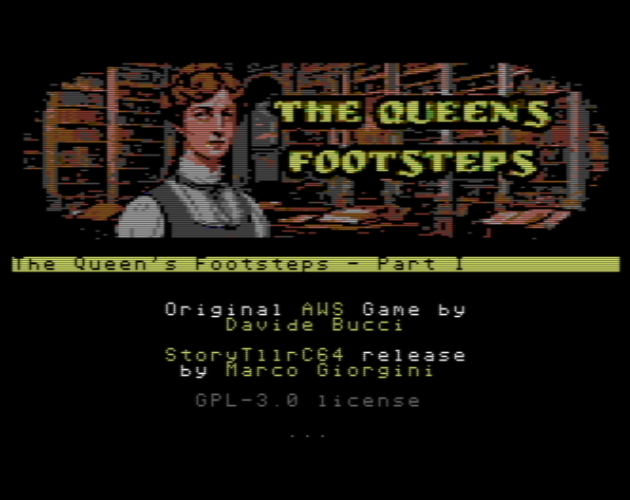 THE QUEENS
FOOTSTEPS
The Queen's Footsteps - Part I
Original AWS Game by
Davide Bucci
StoryTllrC64 release
by Marco Giorgini
GPL-3.0 license
...